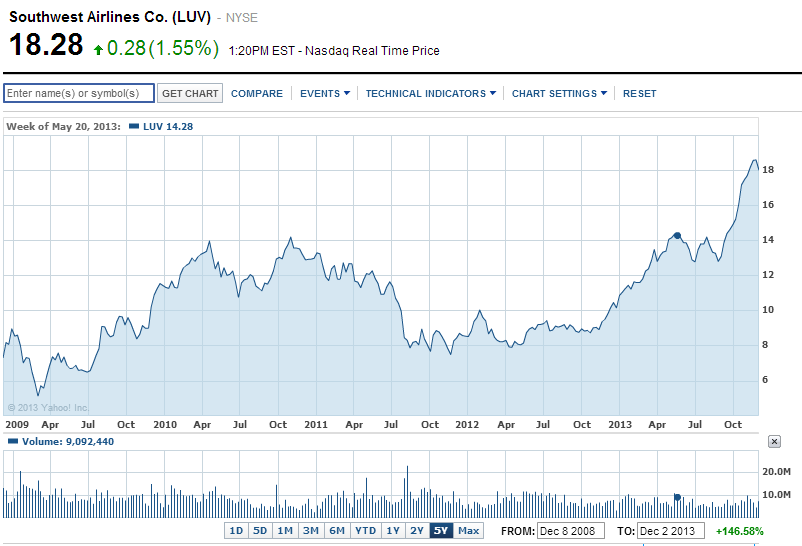 Southwest Airlines Co. (LUV) - NYSE
18.28 0.28(1.55%) 1:20PM EST - Nasdaq Real Time Price
Enter name(s) or symbol(s) GET CHART COMPARE EVENTS TECHNICAL INDICATORS CHART SETTINGS RESET
Week of May 20, 2013: LUV 14.28
18
16
14
12
10
8
6
© 2013 Yahoo! Inc.
2009 Apr Jul Oct 2010 Apr Jul Oct 2011 Apr Jul Oct 2012 Apr Jul Oct 2013 Apr Jul Oct
Volume: 9,092,440
20.0M
10.0M
1D 5D 1M 3M 6M YTD 1Y 2Y 5Y Max FROM: Dec 8 2008 TO: Dec 2 2013 +146.58%